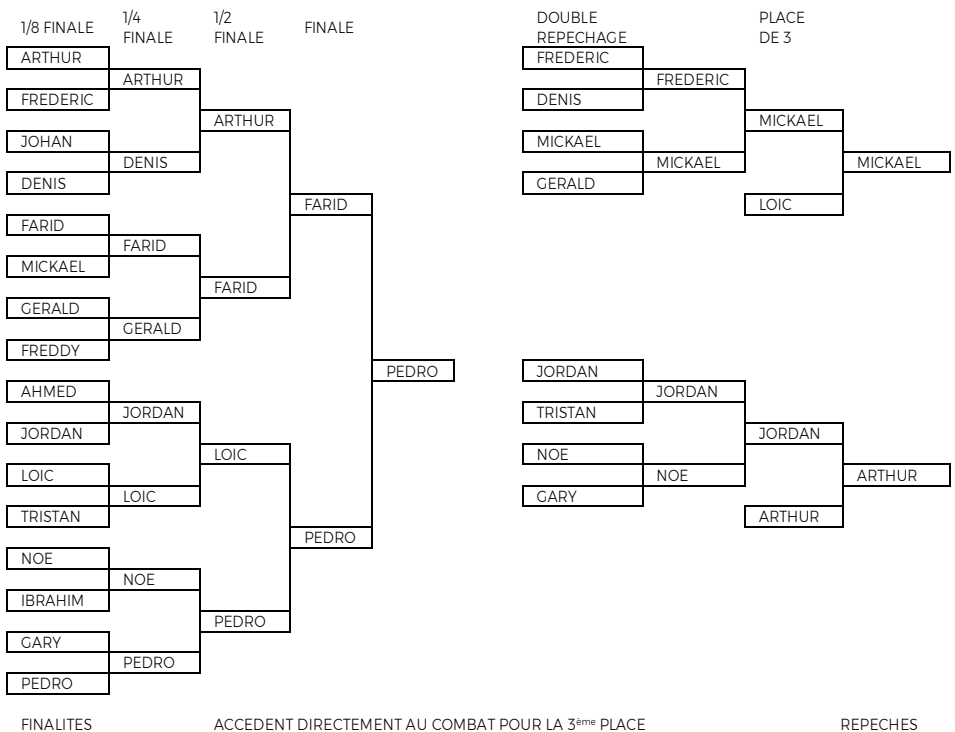 1/8 FINALE
1/4
FINALE
1/2
FINALE
FINALE
ARTHUR
ARTHUR
FREDERIC
ARTHUR
JOHAN
DENIS
DENIS
FARID
FARID
FARID
MICKAEL
FARID
GERALD
GERALD
FREDDY
PEDRO
AHMED
JORDAN
JORDAN
LOIC
LOIC
LOIC
TRISTAN
PEDRO
NOE
NOE
IBRAHIM
PEDRO
GARY
PEDRO
PEDRO
DOUBLE
REPECHAGE
PLACE
DE 3
FREDERIC
FREDERIC
DENIS
MICKAEL
MICKAEL
MICKAEL
MICKAEL
GERALD
LOIC
JORDAN
JORDAN
TRISTAN
JORDAN
NOE
NOE
ARTHUR
GARY
ARTHUR
FINALITES
ACCEDENT DIRECTEMENT AU COMBAT POUR LA 3ème PLACE
REPECHES